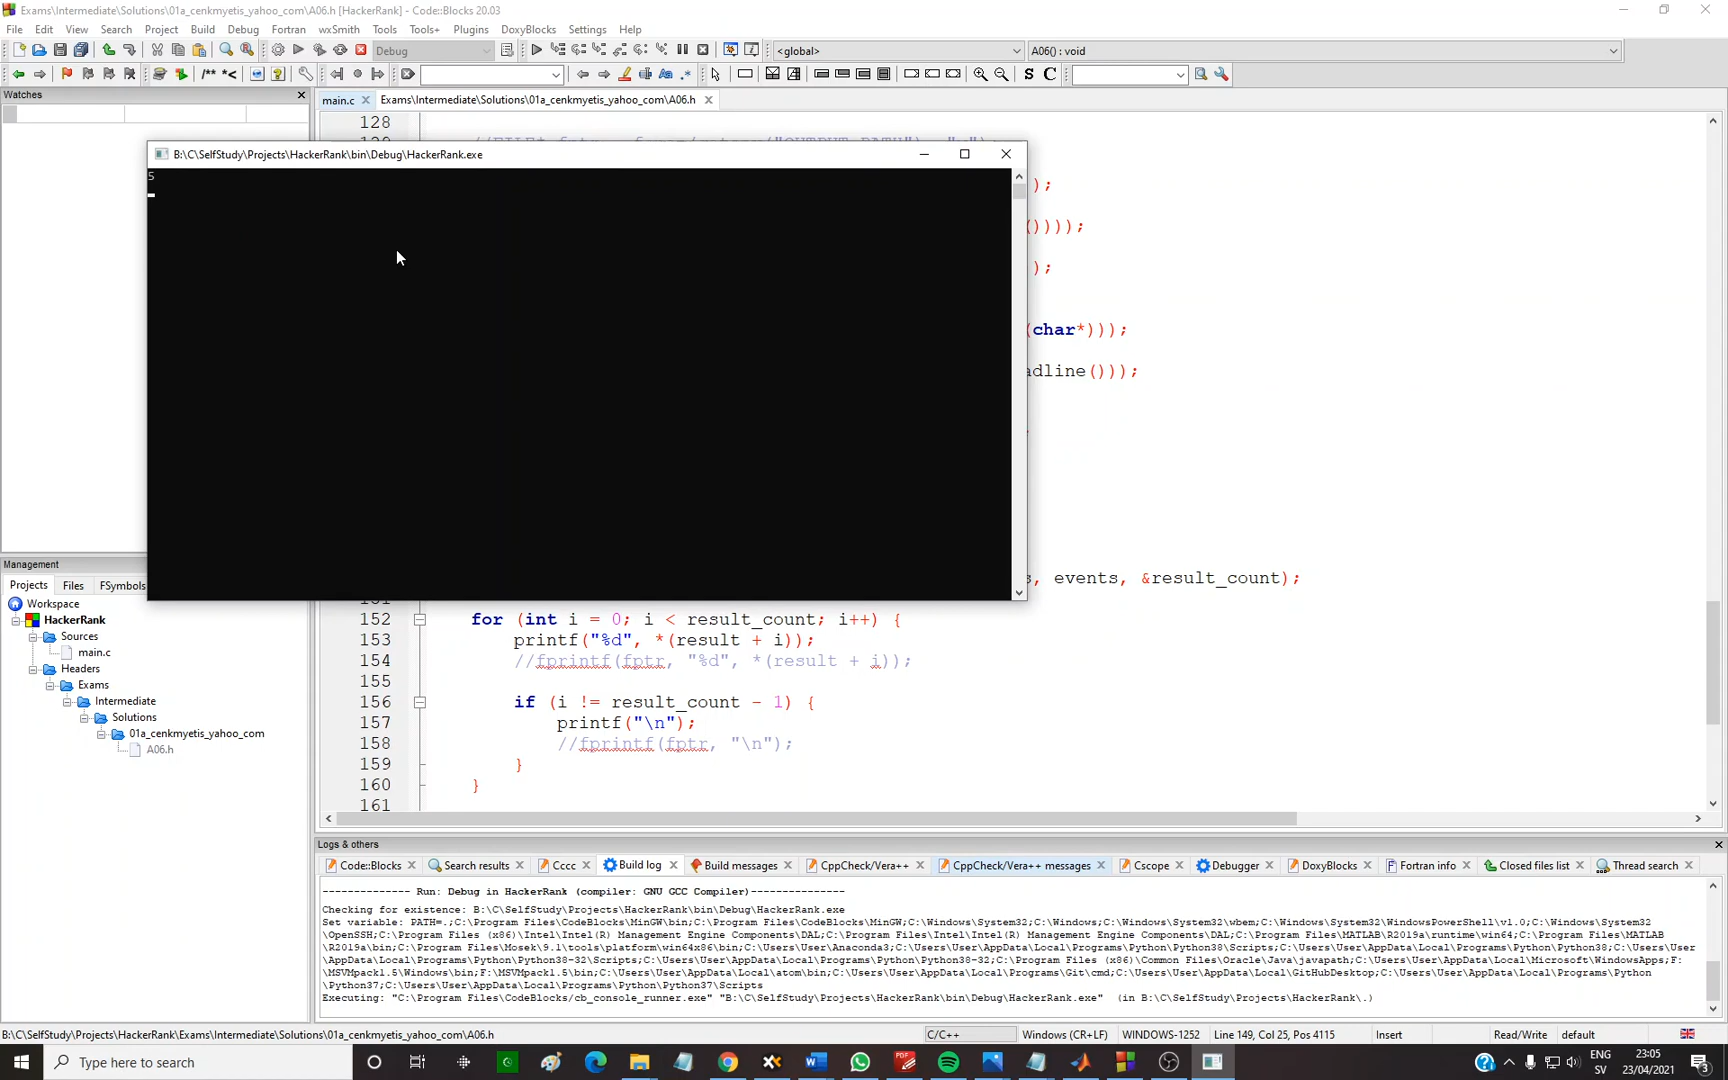 Exams\Intermediate\Solutions\01a_cenkmyetis_yahoo_com\A06.h [HackerRank] - Code::Blocks 20.03
File Edit View Search Project Build Debug Fortran wxSmith Tools Tools+ Plugins DoxyBlocks Settings Help
Debug <global> A06() : void
Watches
main.c Exams\Intermediate\Solutions\01a_cenkmyetis_yahoo_com\A06.h
128
B:\C\SelfStudy\Projects\HackerRank\bin\Debug\HackerRank.exe
5
);
())));
);
(char*)));
adline()));
, events, &result_count);
Management
Projects Files FSymbols
Workspace
HackerRank
Sources
main.c
Headers
Exams
Intermediate
Solutions
01a_cenkmyetis_yahoo_com
A06.h
152 for (int i = 0; i < result_count; i++) {
153 printf("%d", *(result + i));
154 //fprintf(fptr, "%d", *(result + i));
155
156 if (i != result_count - 1) {
157 printf("\n");
158 //fprintf(fptr, "\n");
159 }
160 }
161
Logs & others
Code::Blocks Search results Cccc Build log Build messages CppCheck/Vera++ CppCheck/Vera++ messages Cscope Debugger DoxyBlocks Fortran info Closed files list Thread search
-------------- Run: Debug in HackerRank (compiler: GNU GCC Compiler)---------------
Checking for existence: B:\C\SelfStudy\Projects\HackerRank\bin\Debug\HackerRank.exe
Set variable: PATH=.;C:\Program Files\CodeBlocks\MinGW\bin;C:\Program Files\CodeBlocks\MinGW;C:\Windows\System32;C:\Windows;C:\Windows\System32\wbem;C:\Windows\System32\WindowsPowerShell\v1.0;C:\Windows\System32
\OpenSSH;C:\Program Files (x86)\Intel\Intel(R) Management Engine Components\DAL;C:\Program Files\Intel\Intel(R) Management Engine Components\DAL;C:\Program Files\MATLAB\R2019a\runtime\win64;C:\Program Files\MATLAB
\R2019a\bin;C:\Program Files\Mosek\9.1\tools\platform\win64x86\bin;C:\Users\User\Anaconda3;C:\Users\User\AppData\Local\Programs\Python\Python38\Scripts;C:\Users\User\AppData\Local\Programs\Python\Python38;C:\Users\User
\AppData\Local\Programs\Python\Python38-32\Scripts;C:\Users\User\AppData\Local\Programs\Python\Python38-32;C:\Program Files (x86)\Common Files\Oracle\Java\javapath;C:\Users\User\AppData\Local\Microsoft\WindowsApps;F:
\MSVMpack1.5\Windows\bin;F:\MSVMpack1.5\bin;C:\Users\User\AppData\Local\atom\bin;C:\Users\User\AppData\Local\Programs\Git\cmd;C:\Users\User\AppData\Local\GitHubDesktop;C:\Users\User\AppData\Local\Programs\Python
\Python37;C:\Users\User\AppData\Local\Programs\Python\Python37\Scripts
Executing: "C:\Program Files\CodeBlocks/cb_console_runner.exe" "B:\C\SelfStudy\Projects\HackerRank\bin\Debug\HackerRank.exe" (in B:\C\SelfStudy\Projects\HackerRank\.)
B:\C\SelfStudy\Projects\HackerRank\Exams\Intermediate\Solutions\01a_cenkmyetis_yahoo_com\A06.h C/C++ Windows (CR+LF) WINDOWS-1252 Line 149, Col 25, Pos 4115 Insert Read/Write default
Type here to search
ENG
SV
23:05
23/04/2021
3